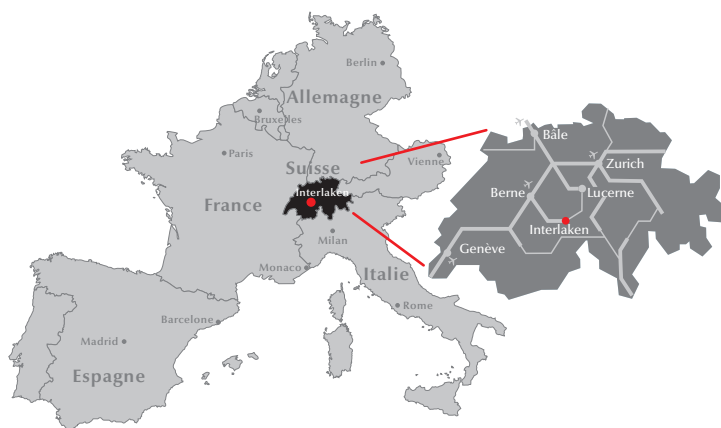 Berlin
Allemagne
Bruxelles
Paris
Suisse
Vienne
Interlaken
France
Milan
Monaco
Italie
Rome
Barcelone
Madrid
Espagne
Bâle
Zurich
Berne
Lucerne
Interlaken
Genève